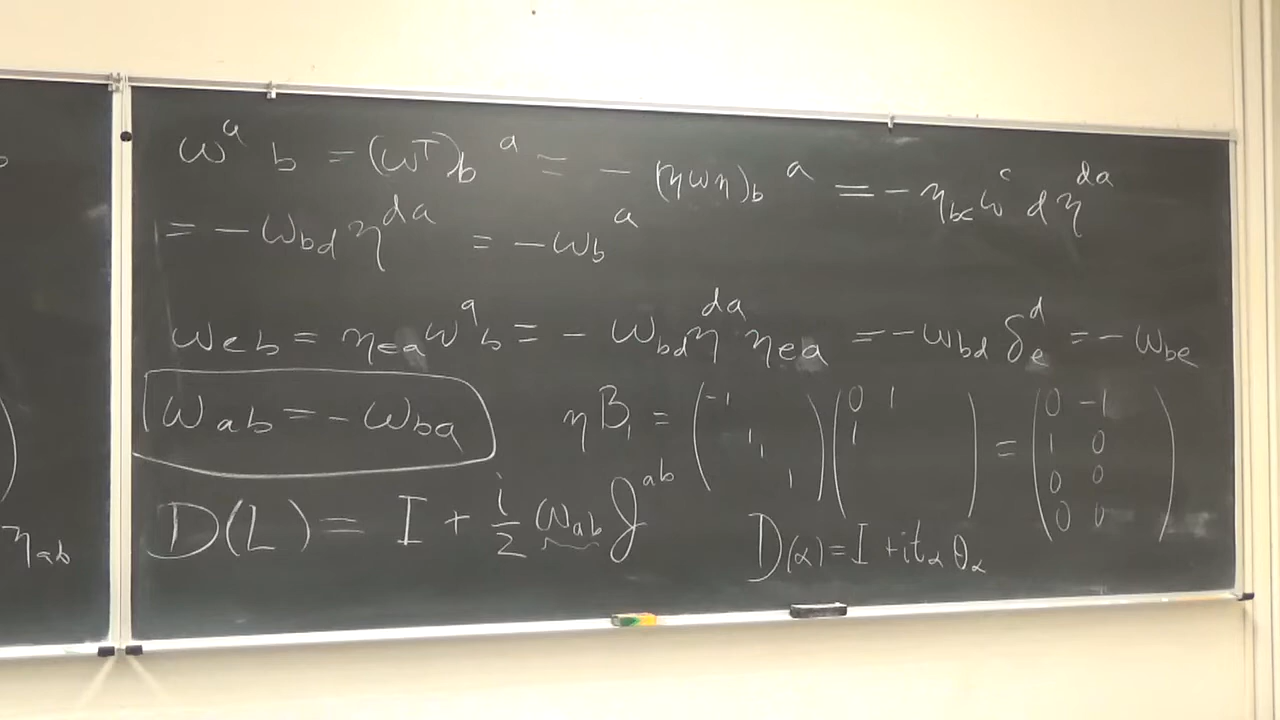 ω^a_b = (ω^T)_b^a = - (ηωη)_b^a = - η_bc ω^c_d η^da
= - ω_bd η^da = - ω_b^a
ω_eb = η_ea ω^a_b = - ω_bd η^da η_ea = - ω_bd δ^d_e = - ω_be
ω_ab = - ω_ba
ηB_1 = (-1 1 1 1) (0 1 1) = (0 -1 1 0 0 0 0 0)
D(L) = I + i/2 ω_ab J^ab
D(α) = I + i t_α θ_α
η_ab